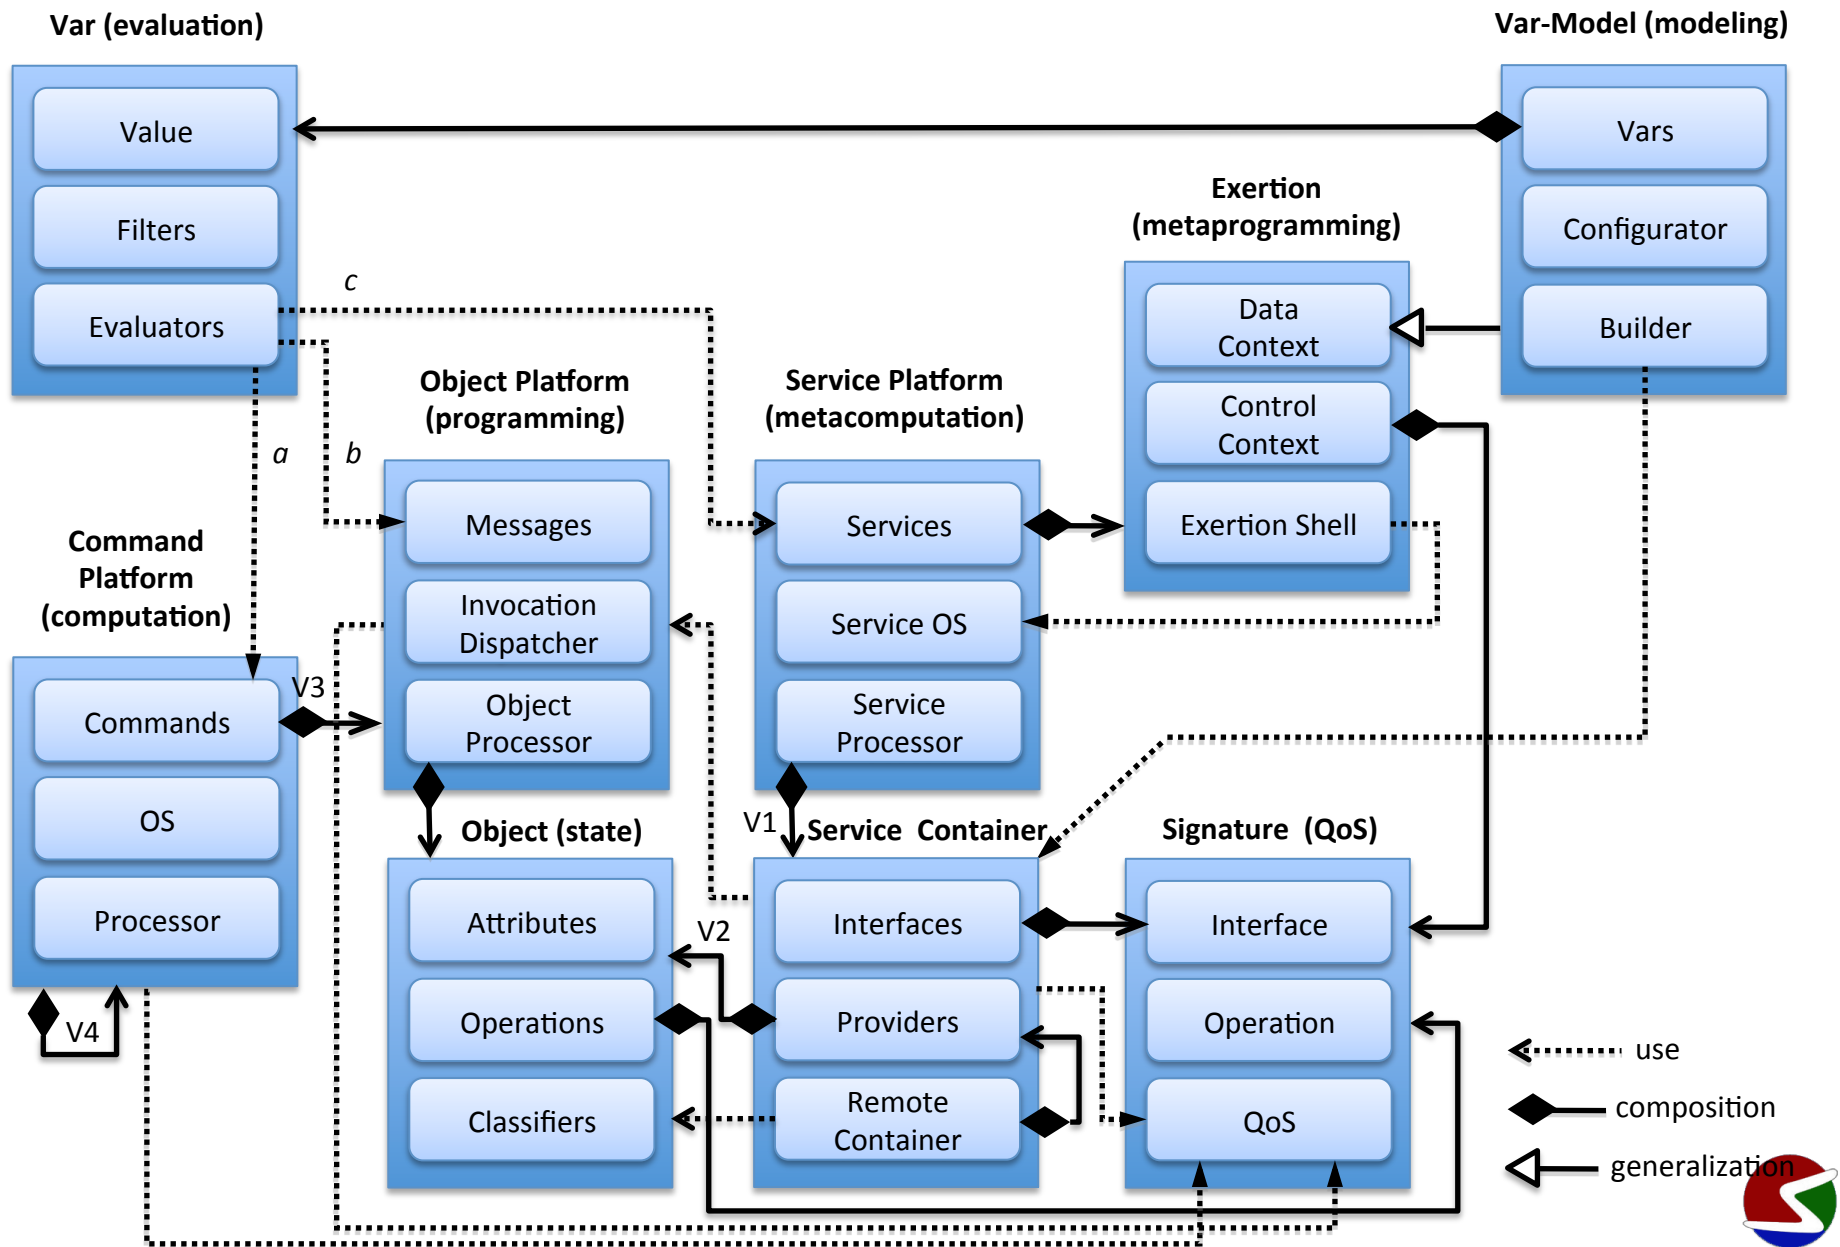 Var (evaluation)
Value
Filters
Evaluators
Var-Model (modeling)
Vars
Configurator
Builder
Exertion
(metaprogramming)
Data
Context
Control
Context
Exertion Shell
c
a
b
Object Platform
(programming)
Messages
Invocation
Dispatcher
Object
Processor
Service Platform
(metacomputation)
Services
Service OS
Service
Processor
Command
Platform
(computation)
Commands
OS
Processor
V3
V4
Object (state)
Attributes
Operations
Classifiers
V1
V2
Service Container
Interfaces
Providers
Remote
Container
Signature (QoS)
Interface
Operation
QoS
use
composition
generalization